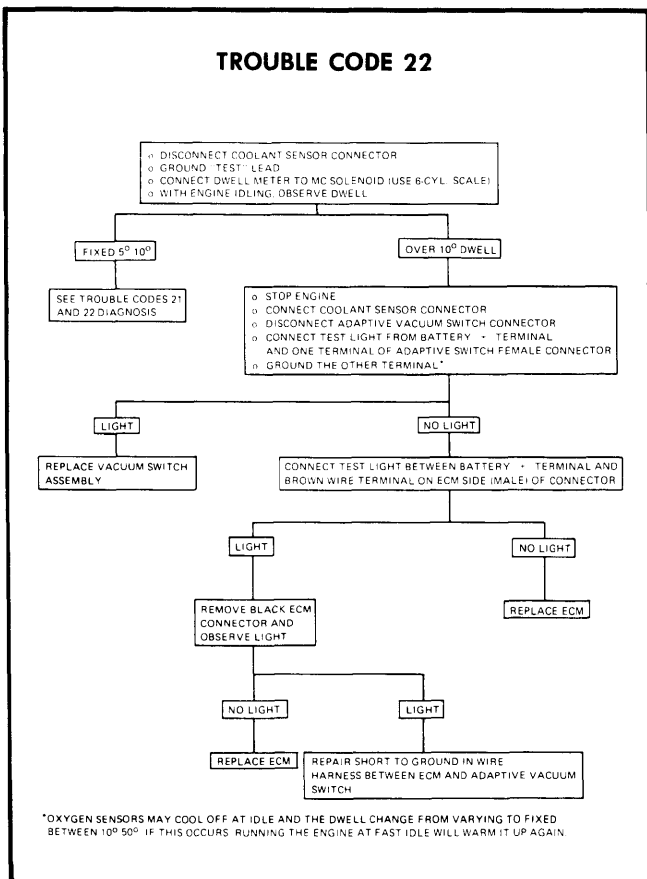 TROUBLE CODE 22
o DISCONNECT COOLANT SENSOR CONNECTOR
o GROUND "TEST" LEAD
o CONNECT DWELL METER TO MC SOLENOID (USE 6-CYL. SCALE)
o WITH ENGINE IDLING, OBSERVE DWELL
FIXED 5° 10°
OVER 10° DWELL
SEE TROUBLE CODES 21
AND 22 DIAGNOSIS
o STOP ENGINE
o CONNECT COOLANT SENSOR CONNECTOR
o DISCONNECT ADAPTIVE VACUUM SWITCH CONNECTOR
o CONNECT TEST LIGHT FROM BATTERY + TERMINAL
AND ONE TERMINAL OF ADAPTIVE SWITCH FEMALE CONNECTOR
o GROUND THE OTHER TERMINAL*
LIGHT
NO LIGHT
REPLACE VACUUM SWITCH
ASSEMBLY
CONNECT TEST LIGHT BETWEEN BATTERY + TERMINAL AND
BROWN WIRE TERMINAL ON ECM SIDE (MALE) OF CONNECTOR
LIGHT
NO LIGHT
REMOVE BLACK ECM
CONNECTOR AND
OBSERVE LIGHT
REPLACE ECM
NO LIGHT
LIGHT
REPLACE ECM
REPAIR SHORT TO GROUND IN WIRE
HARNESS BETWEEN ECM AND ADAPTIVE VACUUM
SWITCH
*OXYGEN SENSORS MAY COOL OFF AT IDLE AND THE DWELL CHANGE FROM VARYING TO FIXED
BETWEEN 10° 50° IF THIS OCCURS RUNNING THE ENGINE AT FAST IDLE WILL WARM IT UP AGAIN.